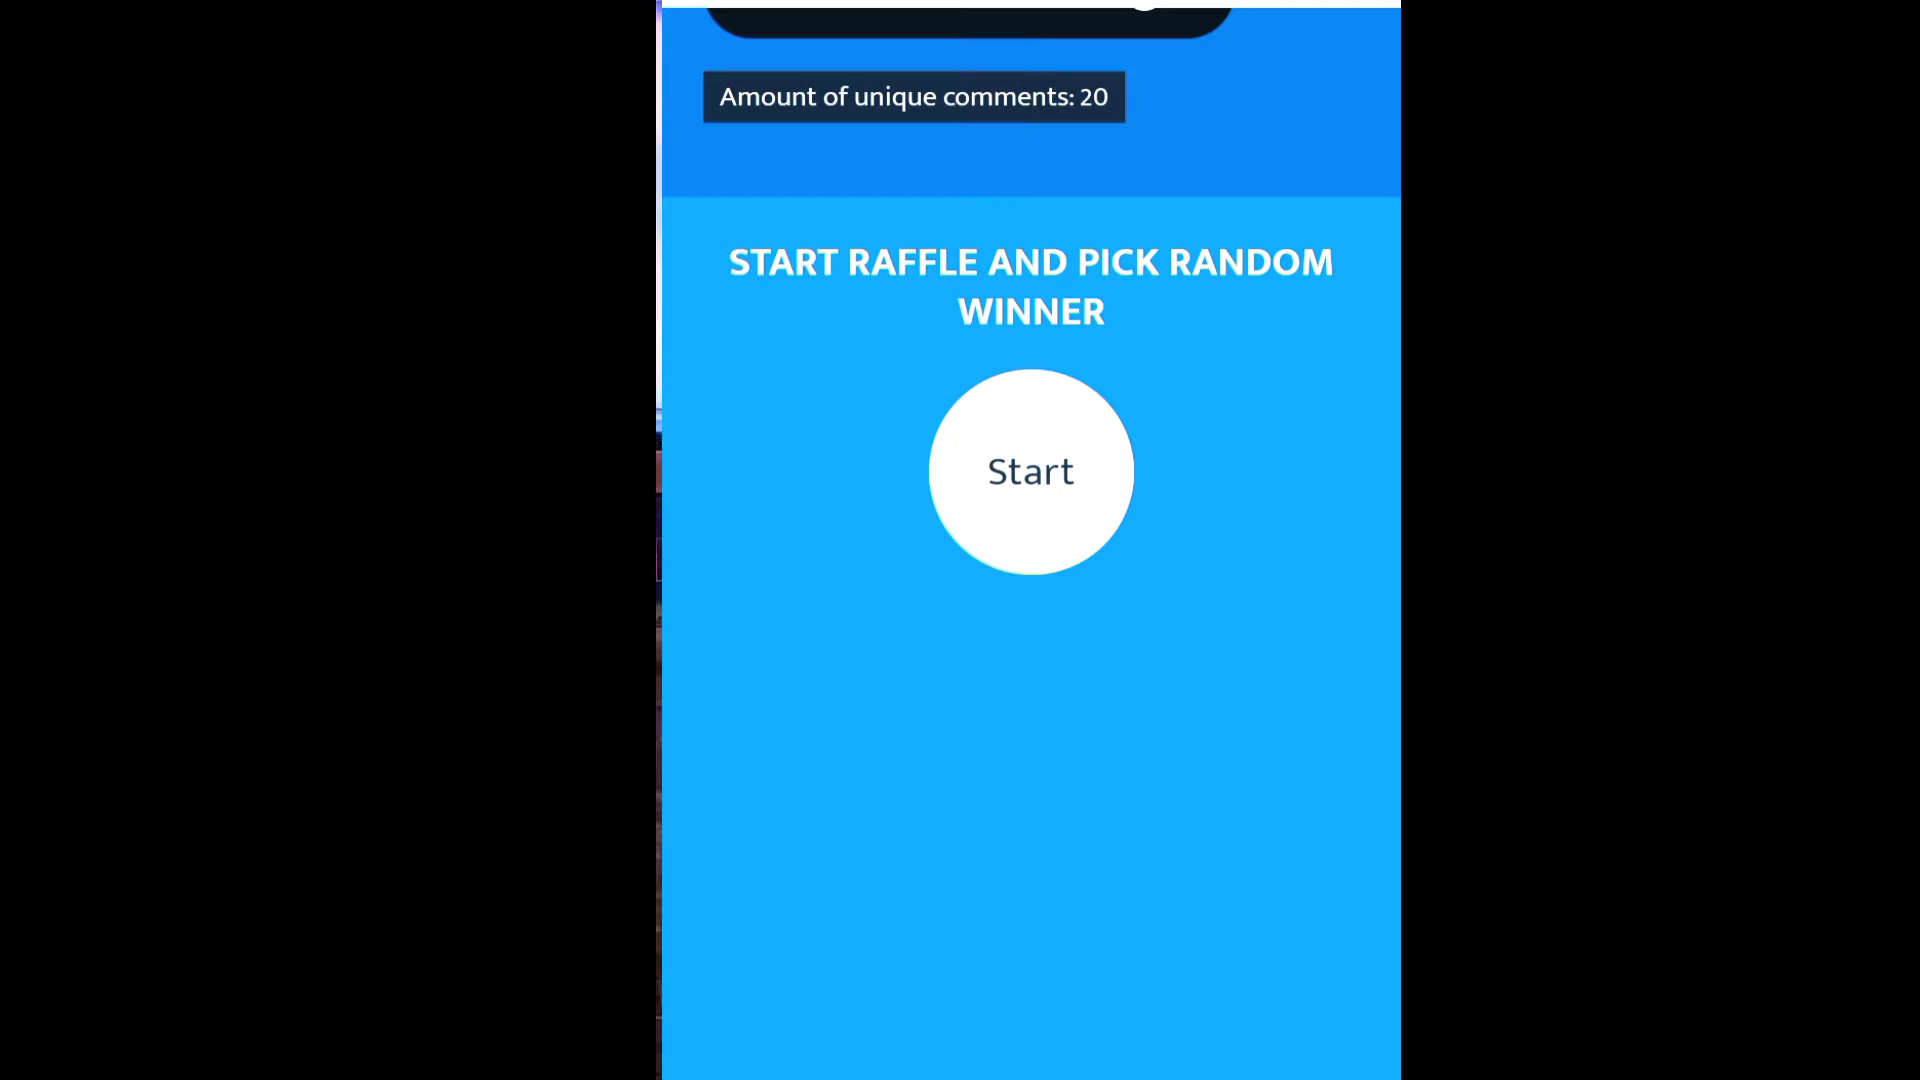 Amount of unique comments: 20
START RAFFLE AND PICK RANDOM
WINNER
Start